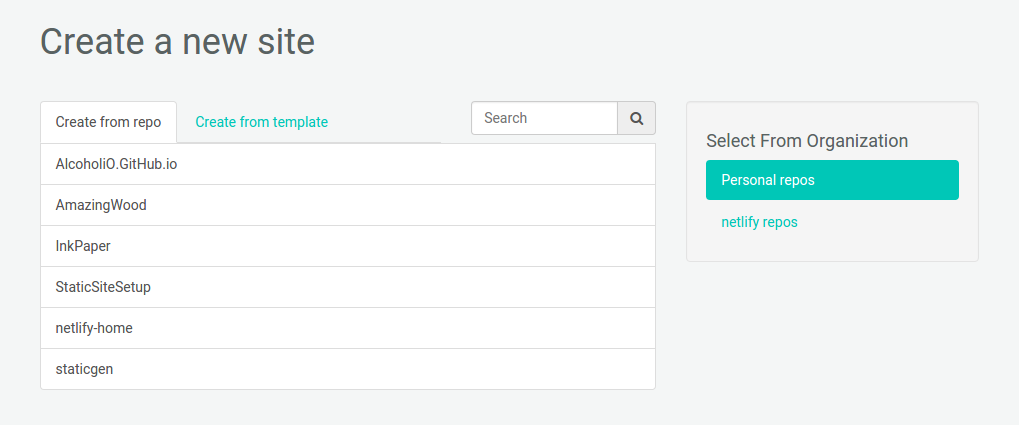 Create a new site
Create from repo
Create from template
Search
AlcoholiO.GitHub.io
AmazingWood
InkPaper
StaticSiteSetup
netlify-home
staticgen
Select From Organization
Personal repos
netlify repos